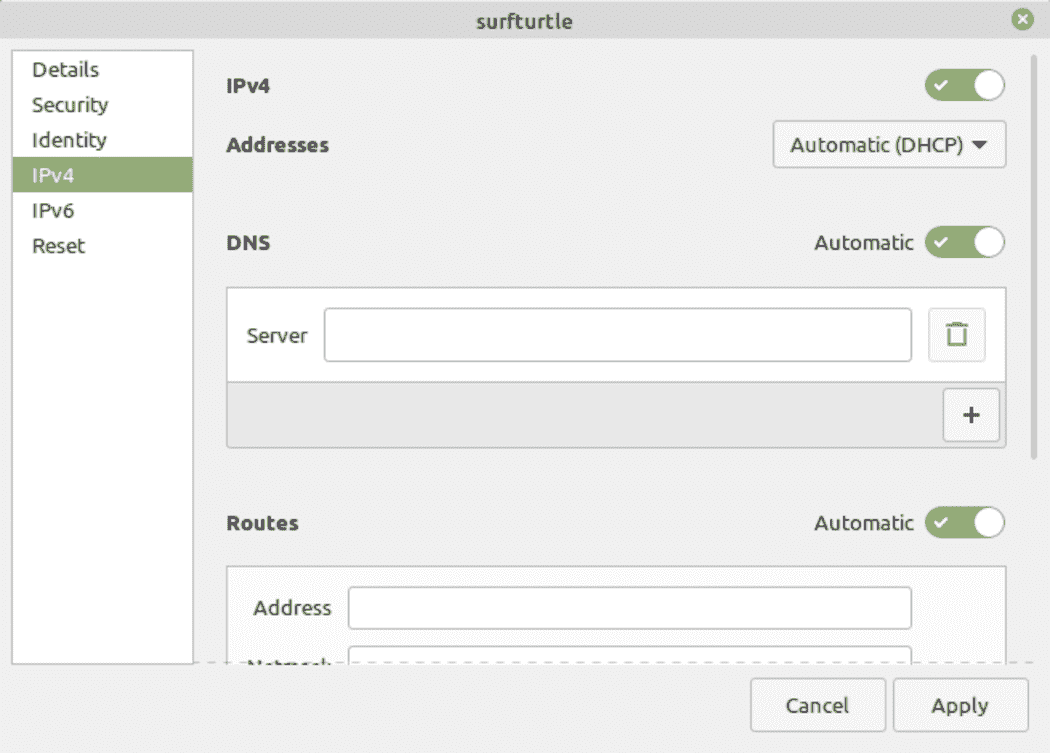 surfturtle
Details
Security
Identity
IPv4
IPv6
Reset
IPv4
Addresses
Automatic (DHCP)
DNS
Automatic
Server
+
Routes
Automatic
Address
Cancel
Apply